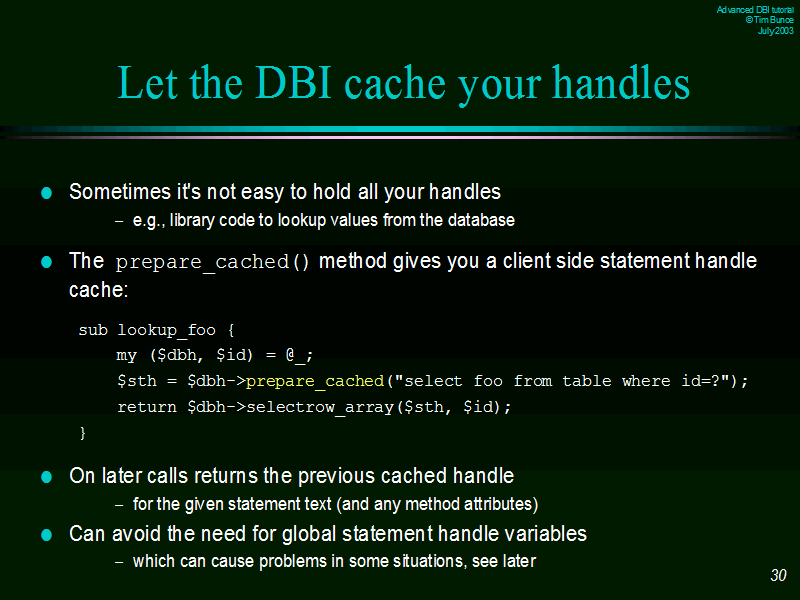 Advanced DBI tutorial
© Tim Bunce
July 2003
Let the DBI cache your handles
Sometimes it's not easy to hold all your handles
– e.g., library code to lookup values from the database
The prepare_cached() method gives you a client side statement handle
cache:
sub lookup_foo {
    my ($dbh, $id) = @_;
    $sth = $dbh->prepare_cached("select foo from table where id=?");
    return $dbh->selectrow_array($sth, $id);
}
On later calls returns the previous cached handle
– for the given statement text (and any method attributes)
Can avoid the need for global statement handle variables
– which can cause problems in some situations, see later
30